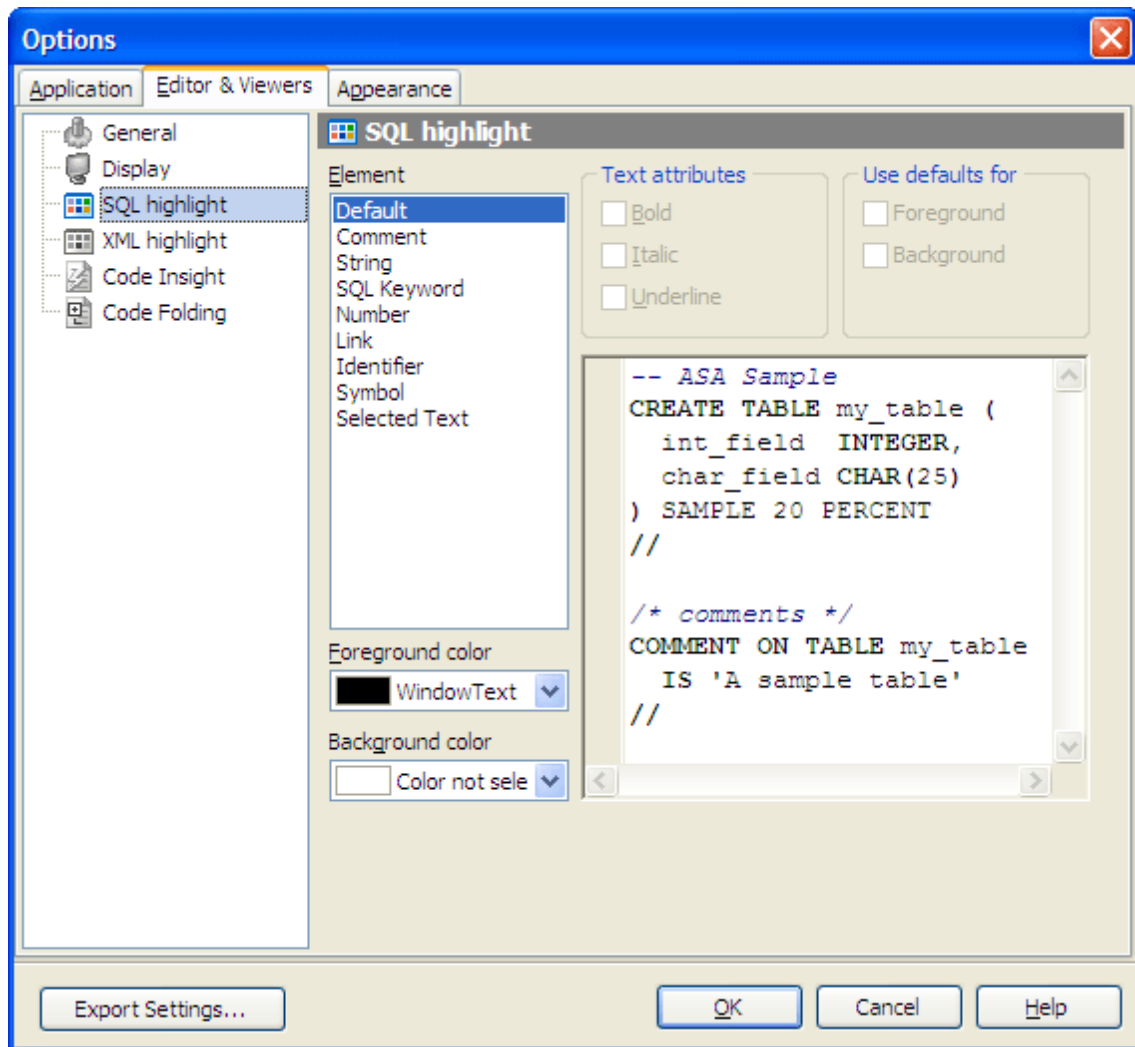 Options
Application
Editor & Viewers
Appearance
General
Display
SQL highlight
XML highlight
Code Insight
Code Folding
SQL highlight
Element
Default
Comment
String
SQL Keyword
Number
Link
Identifier
Symbol
Selected Text
Foreground color
WindowText
Background color
Color not sele
Text attributes
Bold
Italic
Underline
Use defaults for
Foreground
Background
-- ASA Sample
CREATE TABLE my_table (
  int_field  INTEGER,
  char_field CHAR(25)
) SAMPLE 20 PERCENT
//
/* comments */
COMMENT ON TABLE my_table
  IS 'A sample table'
//
Export Settings...
OK
Cancel
Help